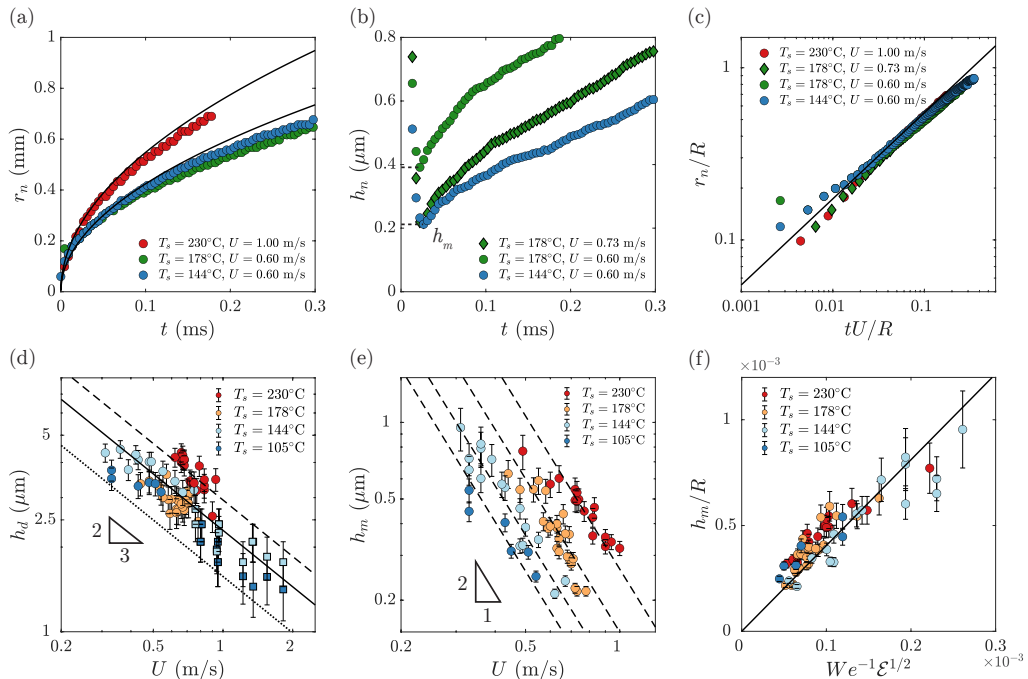 (a)
1
0.8
0.6
0.4
0.2
0
0
0.1
0.2
0.3
r_n (mm)
t (ms)
T_s = 230°C, U = 1.00 m/s
T_s = 178°C, U = 0.60 m/s
T_s = 144°C, U = 0.60 m/s
(b)
0.8
0.6
0.4
0.2
0
0
0.1
0.2
0.3
h_n (μm)
t (ms)
h_m
T_s = 178°C, U = 0.73 m/s
T_s = 178°C, U = 0.60 m/s
T_s = 144°C, U = 0.60 m/s
(c)
1
0.1
0.001
0.01
0.1
r_n/R
tU/R
T_s = 230°C, U = 1.00 m/s
T_s = 178°C, U = 0.73 m/s
T_s = 178°C, U = 0.60 m/s
T_s = 144°C, U = 0.60 m/s
(d)
5
2.5
1
0.2
0.5
1
2
h_d (μm)
U (m/s)
T_s = 230°C
T_s = 178°C
T_s = 144°C
T_s = 105°C
2
3
(e)
1
0.5
0.2
0.2
0.5
1
h_m (μm)
U (m/s)
T_s = 230°C
T_s = 178°C
T_s = 144°C
T_s = 105°C
2
1
(f)
×10⁻³
1
0.5
0
0
0.1
0.2
0.3
×10⁻³
h_m/R
We⁻¹ℰ^{1/2}
T_s = 230°C
T_s = 178°C
T_s = 144°C
T_s = 105°C